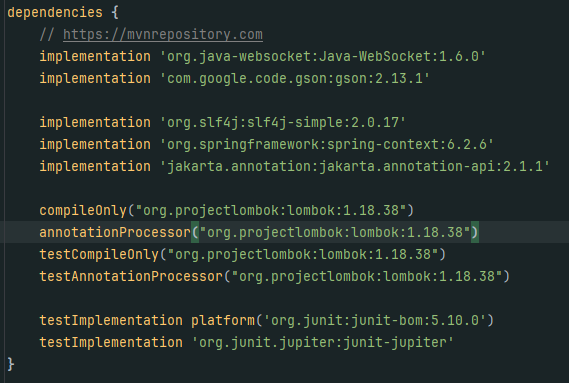 dependencies {
// https://mvnrepository.com
implementation 'org.java-websocket:Java-WebSocket:1.6.0'
implementation 'com.google.code.gson:gson:2.13.1'
implementation 'org.slf4j:slf4j-simple:2.0.17'
implementation 'org.springframework:spring-context:6.2.6'
implementation 'jakarta.annotation:jakarta.annotation-api:2.1.1'
compileOnly("org.projectlombok:lombok:1.18.38")
annotationProcessor("org.projectlombok:lombok:1.18.38")
testCompileOnly("org.projectlombok:lombok:1.18.38")
testAnnotationProcessor("org.projectlombok:lombok:1.18.38")
testImplementation platform('org.junit:junit-bom:5.10.0')
testImplementation 'org.junit.jupiter:junit-jupiter'
}